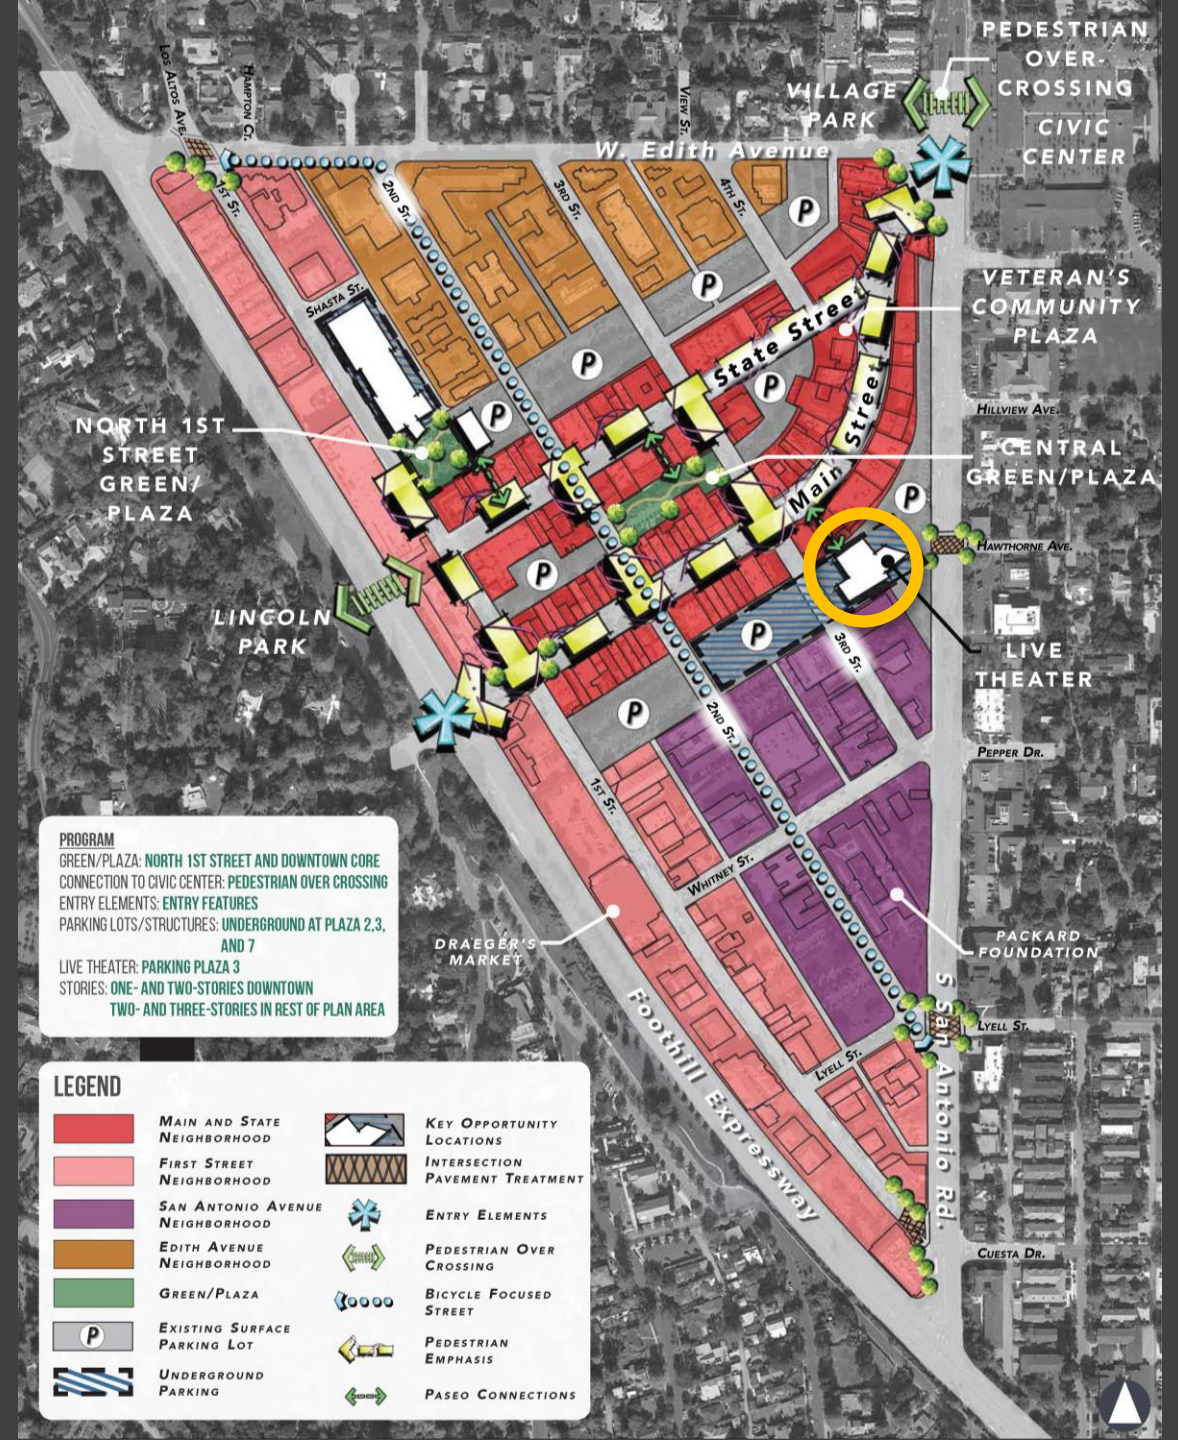 PEDESTRIAN
OVER-
CROSSING
VILLAGE
PARK
CIVIC
CENTER
LOS ALTOS AVE.
HAMPTON CT.
VIEW ST.
W. Edith Avenue
1ST ST.
2ND ST.
3RD ST.
4TH ST.
P
P
P
P
P
P
P
P
P
SHASTA ST.
VETERAN'S
COMMUNITY
PLAZA
State Street
Main Street
HILLVIEW AVE.
NORTH 1ST
STREET
GREEN/
PLAZA
CENTRAL
GREEN/PLAZA
HAWTHORNE AVE.
LINCOLN
PARK
LIVE
THEATER
3RD ST.
2ND ST.
PEPPER DR.
1ST ST.
WHITNEY ST.
DRAEGER'S
MARKET
PACKARD
FOUNDATION
LYELL ST.
LYELL ST.
Foothill Expressway
S San Antonio Rd.
CUESTA DR.
PROGRAM
GREEN/PLAZA: NORTH 1ST STREET AND DOWNTOWN CORE
CONNECTION TO CIVIC CENTER: PEDESTRIAN OVER CROSSING
ENTRY ELEMENTS: ENTRY FEATURES
PARKING LOTS/STRUCTURES: UNDERGROUND AT PLAZA 2,3,
AND 7
LIVE THEATER: PARKING PLAZA 3
STORIES: ONE- AND TWO-STORIES DOWNTOWN
TWO- AND THREE-STORIES IN REST OF PLAN AREA
LEGEND
MAIN AND STATE
NEIGHBORHOOD
FIRST STREET
NEIGHBORHOOD
SAN ANTONIO AVENUE
NEIGHBORHOOD
EDITH AVENUE
NEIGHBORHOOD
GREEN/PLAZA
P
EXISTING SURFACE
PARKING LOT
UNDERGROUND
PARKING
KEY OPPORTUNITY
LOCATIONS
INTERSECTION
PAVEMENT TREATMENT
ENTRY ELEMENTS
PEDESTRIAN OVER
CROSSING
BICYCLE FOCUSED
STREET
PEDESTRIAN
EMPHASIS
PASEO CONNECTIONS